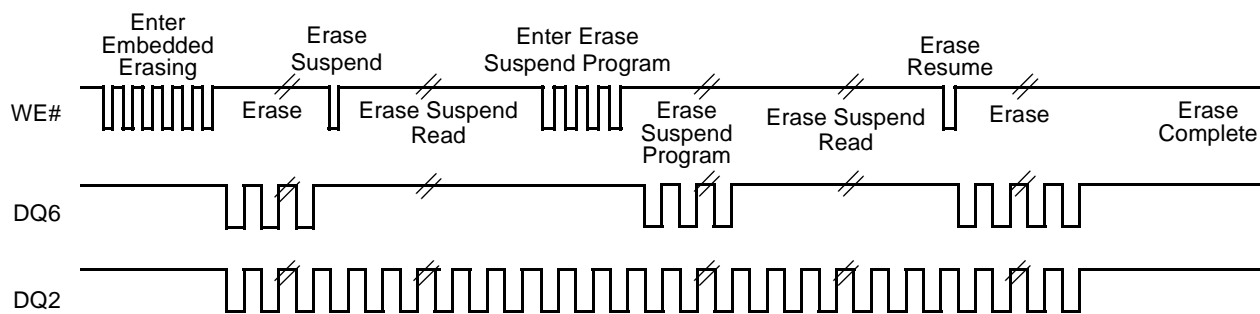 Enter
Embedded
Erasing
Erase
Suspend
Enter Erase
Suspend Program
Erase
Resume
WE#
Erase
Erase Suspend
Read
Erase
Suspend
Program
Erase Suspend
Read
Erase
Erase
Complete
DQ6
DQ2